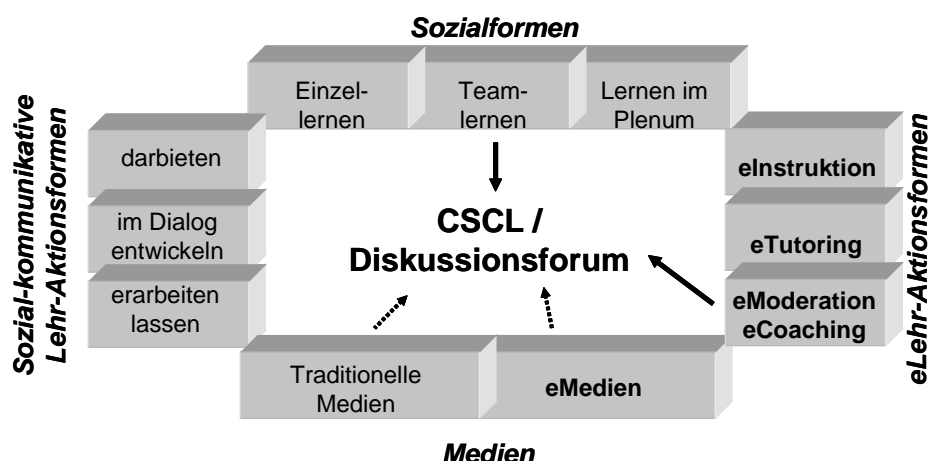 Sozialformen
Einzel-
lernen
Team-
lernen
Lernen im
Plenum
Sozial-kommunikative
Lehr-Aktionsformen
darbieten
im Dialog
entwickeln
erarbeiten
lassen
CSCL /
Diskussionsforum
eInstruktion
eTutoring
eModeration
eCoaching
eLehr-Aktionsformen
Traditionelle
Medien
eMedien
Medien